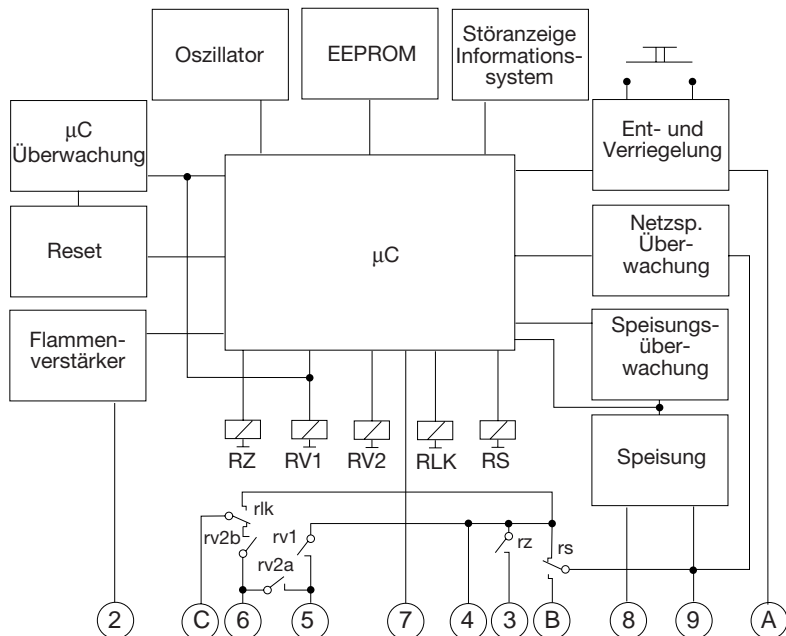 Oszillator
EEPROM
Störanzeige
Informations-
system
µC
Überwachung
Ent- und
Verriegelung
Reset
µC
Netzsp.
Über-
wachung
Flammen-
verstärker
Speisungs-
über-
wachung
RZ
RV1
RV2
RLK
RS
Speisung
rlk
rv2b
rv1
rv2a
rz
rs
2
C
6
5
7
4
3
B
8
9
A